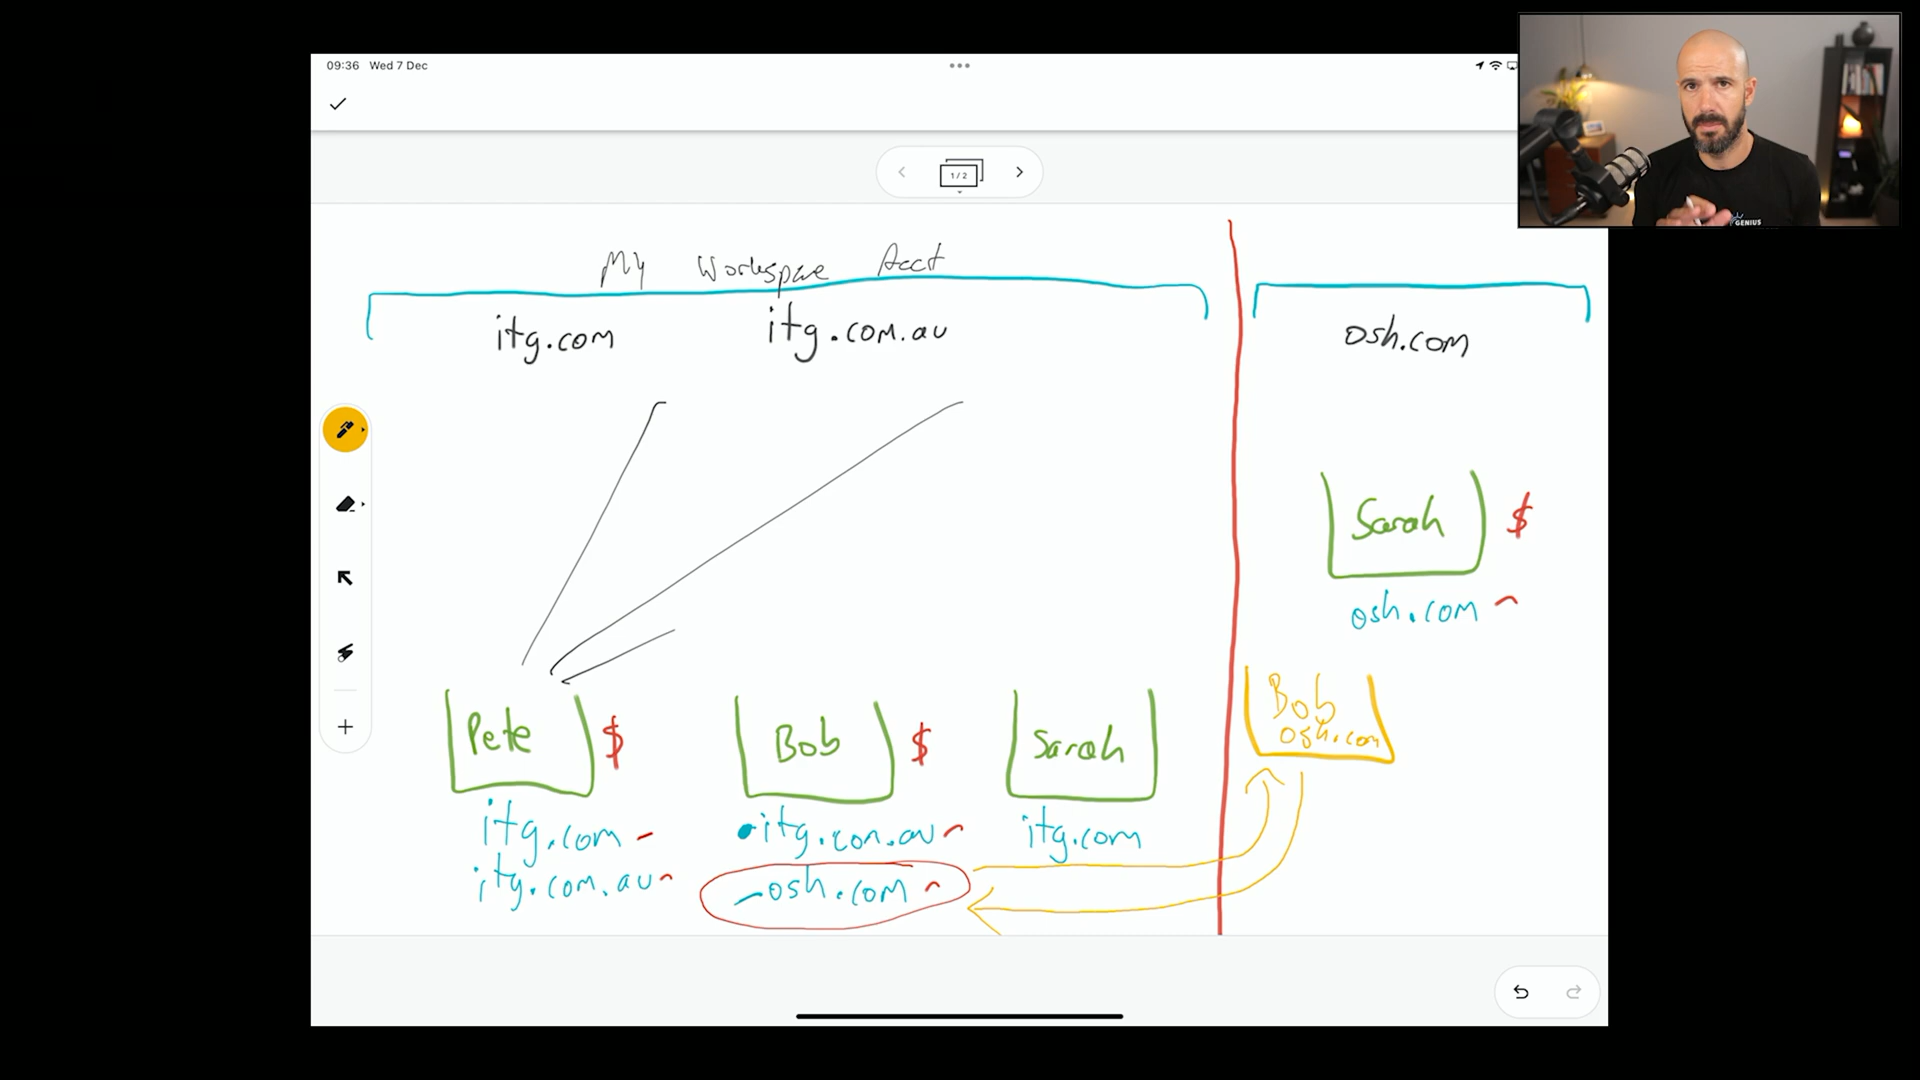 09:36 Wed 7 Dec
1/2
GENIUS
My Workspace Acct
itg.com
itg.com.au
osh.com
Sarah $
osh.com
Pete $
itg.com
itg.com.au
Bob $
itg.com.au
osh.com
Sarah
itg.com
Bob
osh.com